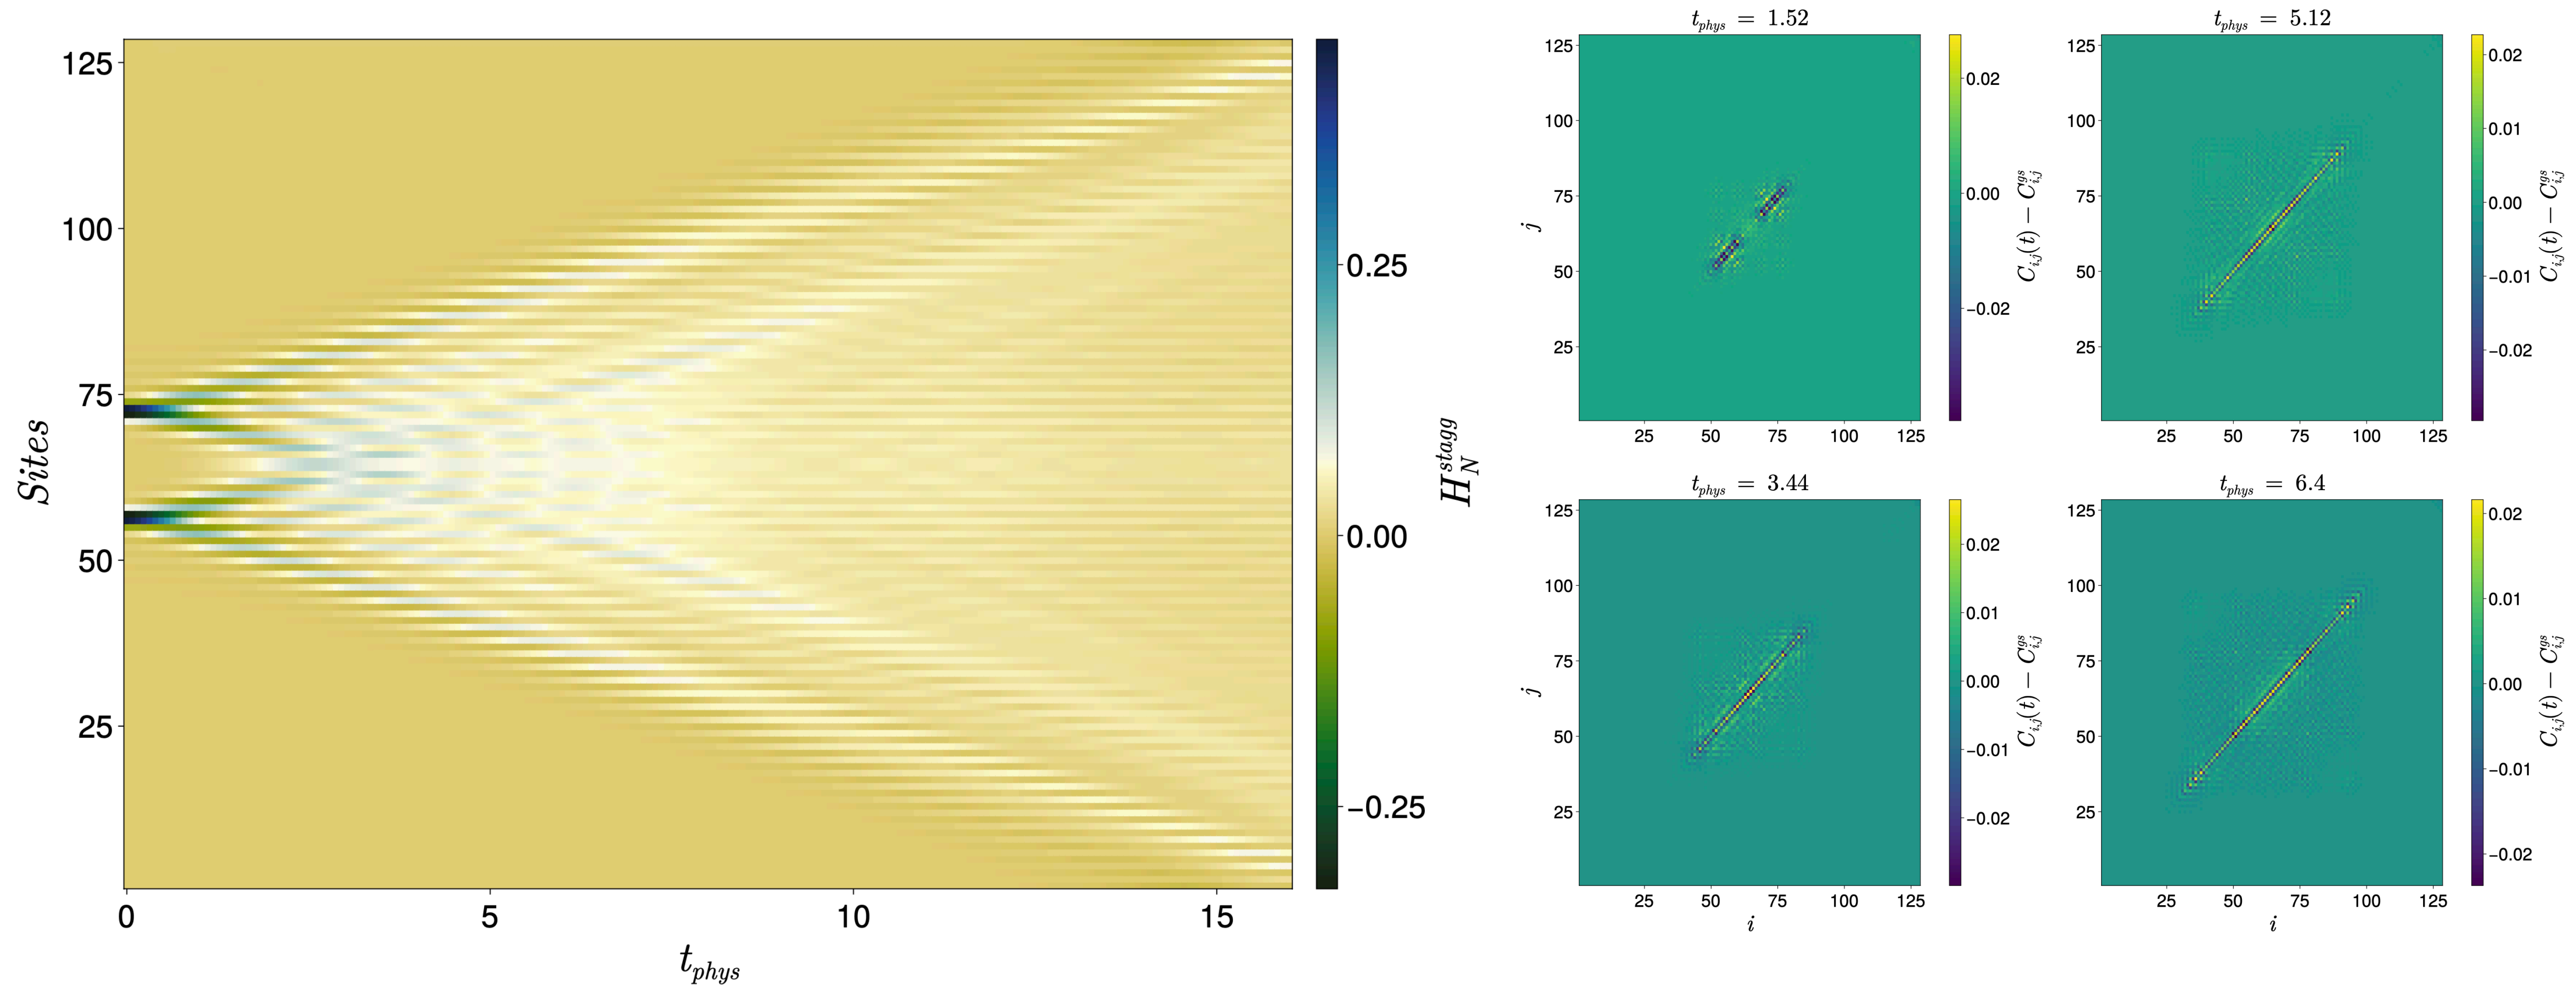 Sites
125
100
75
50
25
0 5 10 15
t_phys
0.25
0.00
−0.25
H_N^stagg
t_phys = 1.52
125
100
75
50
25
j
25 50 75 100 125
0.02
0.00
−0.02
C_i,j(t) − C_i,j^gs
t_phys = 5.12
125
100
75
50
25
25 50 75 100 125
0.02
0.01
0.00
−0.01
−0.02
C_i,j(t) − C_i,j^gs
t_phys = 3.44
125
100
75
50
25
j
25 50 75 100 125
i
0.02
0.01
0.00
−0.01
−0.02
C_i,j(t) − C_i,j^gs
t_phys = 6.4
125
100
75
50
25
25 50 75 100 125
i
0.02
0.01
0.00
−0.01
−0.02
C_i,j(t) − C_i,j^gs